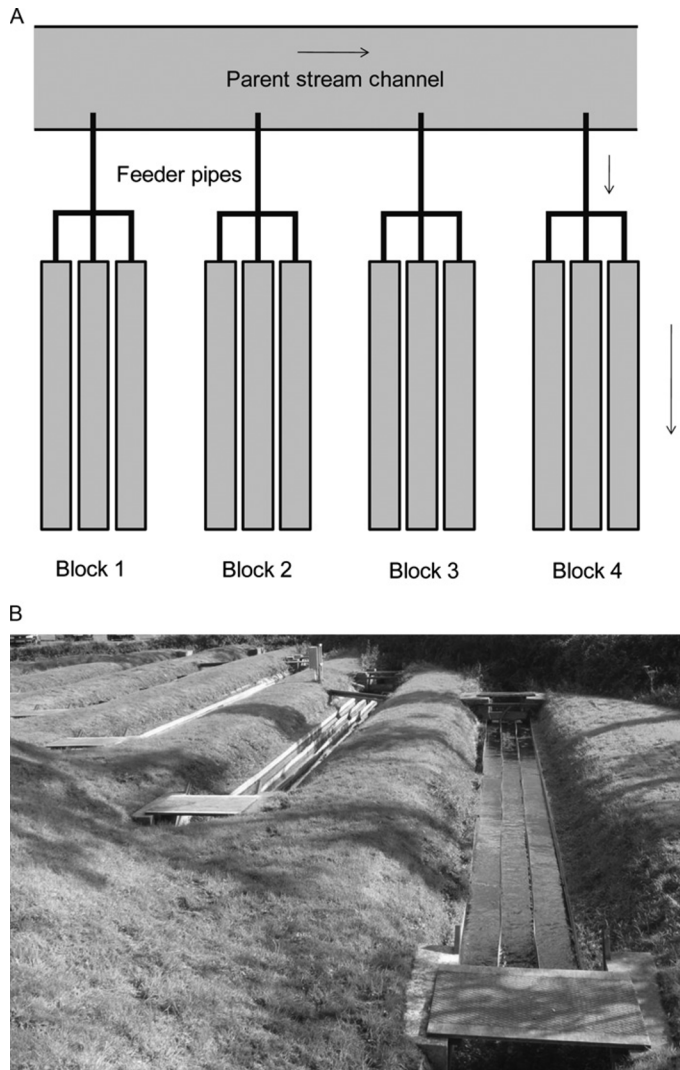 A
Parent stream channel
Feeder pipes
Block 1
Block 2
Block 3
Block 4
B